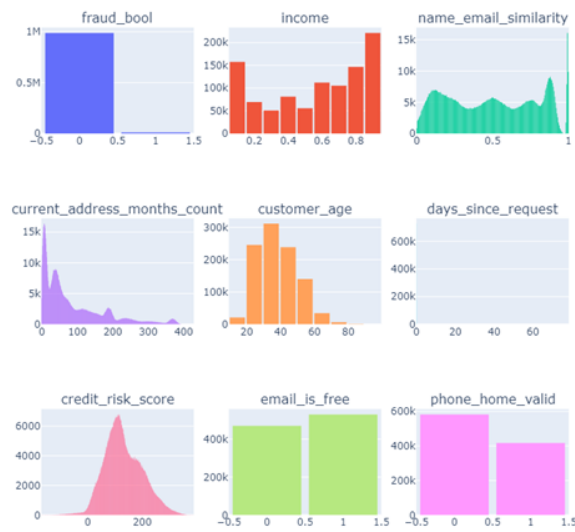 fraud_bool
income
name_email_similarity
1M
0.5M
0
−0.5 0 0.5 1 1.5
200k
150k
100k
50k
0
0.2 0.4 0.6 0.8
15k
10k
5k
0
0 0.5 1
current_address_months_count
customer_age
days_since_request
15k
10k
5k
0
0 100 200 300 400
300k
200k
100k
0
20 40 60 80
600k
400k
200k
0
0 20 40 60
credit_risk_score
email_is_free
phone_home_valid
6000
4000
2000
0
0 200
400k
200k
0
−0.5 0 0.5 1 1.5
600k
400k
200k
0
−0.5 0 0.5 1 1.5